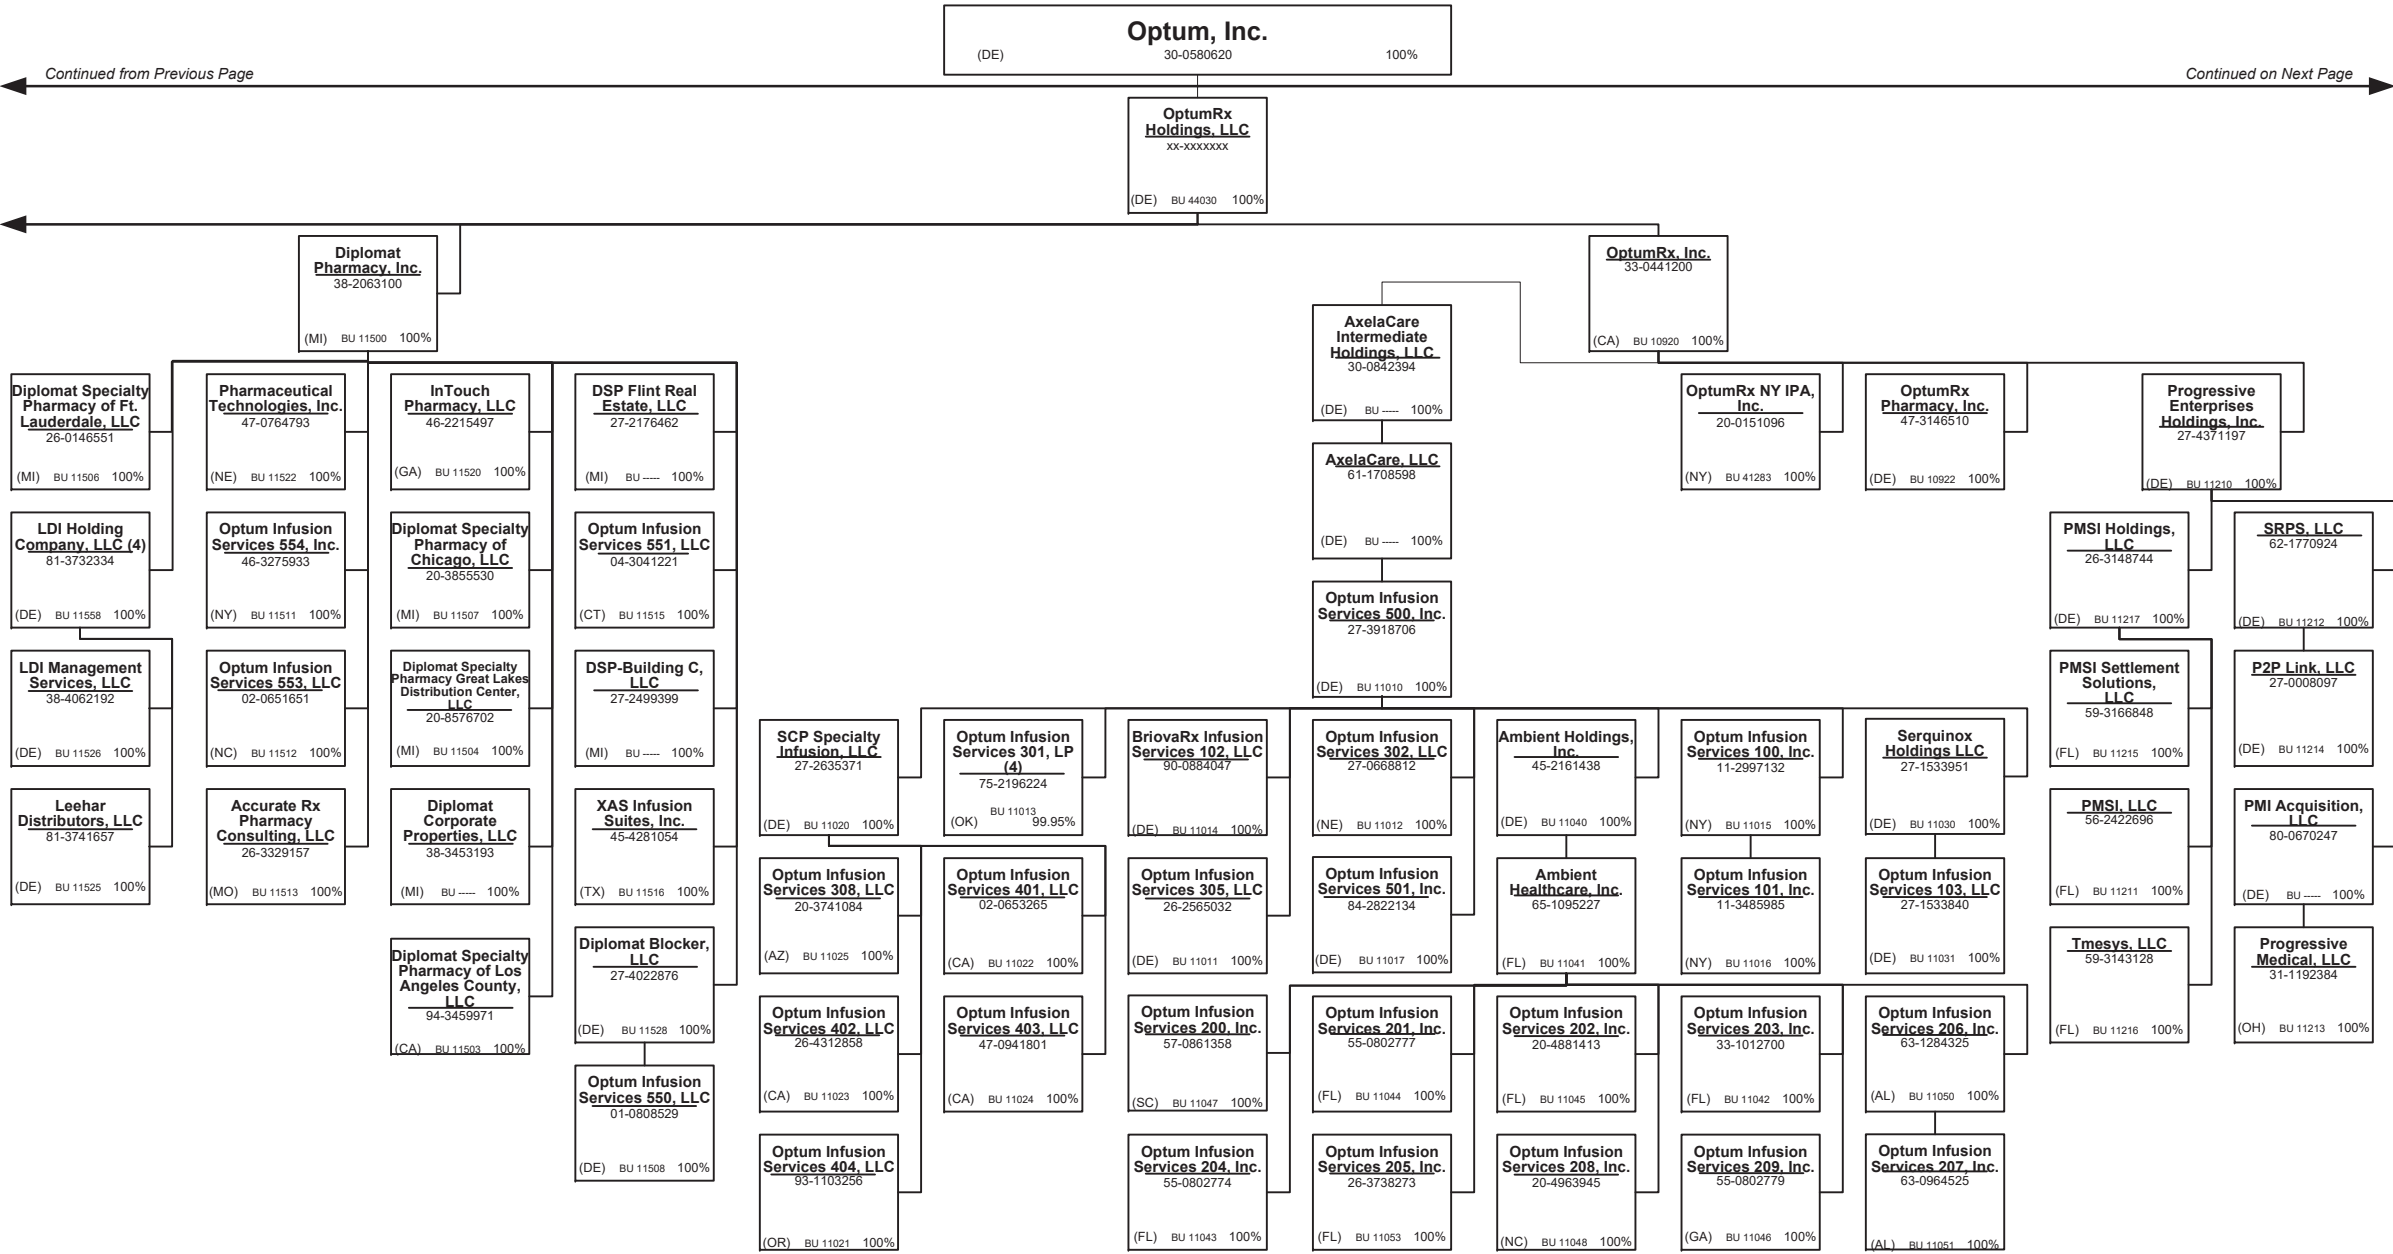 Optum, Inc.
(DE) 30-0580620 100%
Continued from Previous Page
Continued on Next Page
OptumRx
Holdings, LLC
xx-xxxxxxx
(DE) BU 44030 100%
Diplomat
Pharmacy, Inc.
38-2063100
(MI) BU 11500 100%
OptumRx, Inc.
33-0441200
(CA) BU 10920 100%
AxelaCare
Intermediate
Holdings, LLC
30-0842394
(DE) BU ----- 100%
Diplomat Specialty
Pharmacy of Ft.
Lauderdale, LLC
26-0146551
(MI) BU 11506 100%
Pharmaceutical
Technologies, Inc.
47-0764793
(NE) BU 11522 100%
InTouch
Pharmacy, LLC
46-2215497
(GA) BU 11520 100%
DSP Flint Real
Estate, LLC
27-2176462
(MI) BU ----- 100%
OptumRx NY IPA,
Inc.
20-0151096
(NY) BU 41283 100%
OptumRx
Pharmacy, Inc.
47-3146510
(DE) BU 10922 100%
Progressive
Enterprises
Holdings, Inc.
27-4371197
(DE) BU 11210 100%
AxelaCare, LLC
61-1708598
(DE) BU ----- 100%
LDI Holding
Company, LLC (4)
81-3732334
(DE) BU 11558 100%
Optum Infusion
Services 554, Inc.
46-3275933
(NY) BU 11511 100%
Diplomat Specialty
Pharmacy of
Chicago, LLC
20-3855530
(MI) BU 11507 100%
Optum Infusion
Services 551, LLC
04-3041221
(CT) BU 11515 100%
PMSI Holdings,
LLC
26-3148744
(DE) BU 11217 100%
SRPS, LLC
62-1770924
(DE) BU 11212 100%
Optum Infusion
Services 500, Inc.
27-3918706
(DE) BU 11010 100%
LDI Management
Services, LLC
38-4062192
(DE) BU 11526 100%
Optum Infusion
Services 553, LLC
02-0651651
(NC) BU 11512 100%
Diplomat Specialty
Pharmacy Great Lakes
Distribution Center,
LLC
20-8576702
(MI) BU 11504 100%
DSP-Building C,
LLC
27-2499399
(MI) BU ----- 100%
PMSI Settlement
Solutions,
LLC
59-3166848
(FL) BU 11215 100%
P2P Link, LLC
27-0008097
(DE) BU 11214 100%
SCP Specialty
Infusion, LLC
27-2635371
(DE) BU 11020 100%
Optum Infusion
Services 301, LP
(4)
75-2196224
BU 11013
(OK) 99.95%
BriovaRx Infusion
Services 102, LLC
90-0884047
(DE) BU 11014 100%
Optum Infusion
Services 302, LLC
27-0668812
(NE) BU 11012 100%
Ambient Holdings,
Inc.
45-2161438
(DE) BU 11040 100%
Optum Infusion
Services 100, Inc.
11-2997132
(NY) BU 11015 100%
Serquinox
Holdings LLC
27-1533951
(DE) BU 11030 100%
Leehar
Distributors, LLC
81-3741657
(DE) BU 11525 100%
Accurate Rx
Pharmacy
Consulting, LLC
26-3329157
(MO) BU 11513 100%
Diplomat
Corporate
Properties, LLC
38-3453193
(MI) BU ----- 100%
XAS Infusion
Suites, Inc.
45-4281054
(TX) BU 11516 100%
PMSI, LLC
56-2422696
(FL) BU 11211 100%
PMI Acquisition,
LLC
80-0670247
(DE) BU ----- 100%
Optum Infusion
Services 308, LLC
20-3741084
(AZ) BU 11025 100%
Optum Infusion
Services 401, LLC
02-0653265
(CA) BU 11022 100%
Optum Infusion
Services 305, LLC
26-2565032
(DE) BU 11011 100%
Optum Infusion
Services 501, Inc.
84-2822134
(DE) BU 11017 100%
Ambient
Healthcare, Inc.
65-1095227
(FL) BU 11041 100%
Optum Infusion
Services 101, Inc.
11-3485985
(NY) BU 11016 100%
Optum Infusion
Services 103, LLC
27-1533840
(DE) BU 11031 100%
Diplomat Specialty
Pharmacy of Los
Angeles County,
LLC
94-3459971
(CA) BU 11503 100%
Diplomat Blocker,
LLC
27-4022876
(DE) BU 11528 100%
Tmesys, LLC
59-3143128
(FL) BU 11216 100%
Progressive
Medical, LLC
31-1192384
(OH) BU 11213 100%
Optum Infusion
Services 402, LLC
26-4312858
(CA) BU 11023 100%
Optum Infusion
Services 403, LLC
47-0941801
(CA) BU 11024 100%
Optum Infusion
Services 200, Inc.
57-0861358
(SC) BU 11047 100%
Optum Infusion
Services 201, Inc.
55-0802777
(FL) BU 11044 100%
Optum Infusion
Services 202, Inc.
20-4881413
(FL) BU 11045 100%
Optum Infusion
Services 203, Inc.
33-1012700
(FL) BU 11042 100%
Optum Infusion
Services 206, Inc.
63-1284325
(AL) BU 11050 100%
Optum Infusion
Services 550, LLC
01-0808529
(DE) BU 11508 100%
Optum Infusion
Services 404, LLC
93-1103256
(OR) BU 11021 100%
Optum Infusion
Services 204, Inc.
55-0802774
(FL) BU 11043 100%
Optum Infusion
Services 205, Inc.
26-3738273
(FL) BU 11053 100%
Optum Infusion
Services 208, Inc.
20-4963945
(NC) BU 11048 100%
Optum Infusion
Services 209, Inc.
55-0802779
(GA) BU 11046 100%
Optum Infusion
Services 207, Inc.
63-0964525
(AL) BU 11051 100%